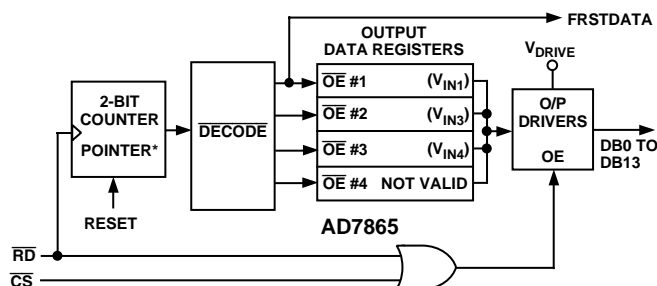 FRSTDATA
OUTPUT
DATA REGISTERS
V_DRIVE
2-BIT
COUNTER
POINTER*
RESET
DECODE
OE #1 (V_IN1)
OE #2 (V_IN3)
OE #3 (V_IN4)
OE #4 NOT VALID
O/P
DRIVERS
OE
DB0 TO
DB13
AD7865
RD
CS